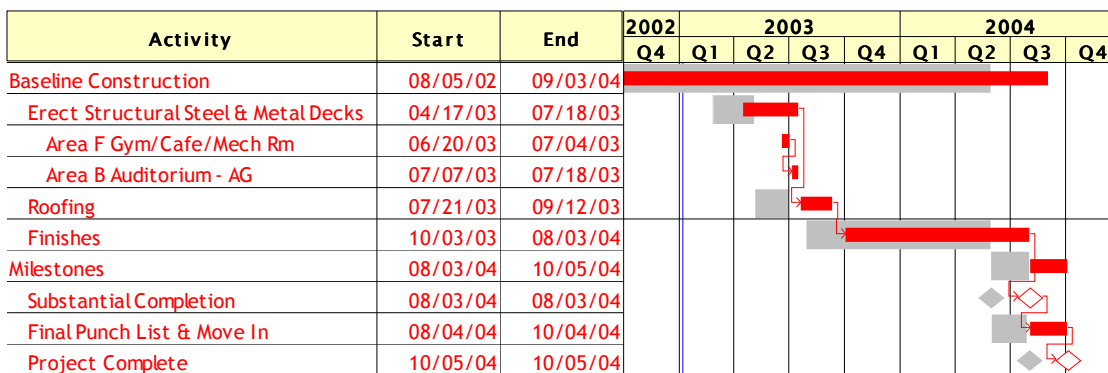 Activity Start End 2002 2003 2004
Q4 Q1 Q2 Q3 Q4 Q1 Q2 Q3 Q4
Baseline Construction 08/05/02 09/03/04
Erect Structural Steel & Metal Decks 04/17/03 07/18/03
Area F Gym/Cafe/Mech Rm 06/20/03 07/04/03
Area B Auditorium - AG 07/07/03 07/18/03
Roofing 07/21/03 09/12/03
Finishes 10/03/03 08/03/04
Milestones 08/03/04 10/05/04
Substantial Completion 08/03/04 08/03/04
Final Punch List & Move In 08/04/04 10/04/04
Project Complete 10/05/04 10/05/04